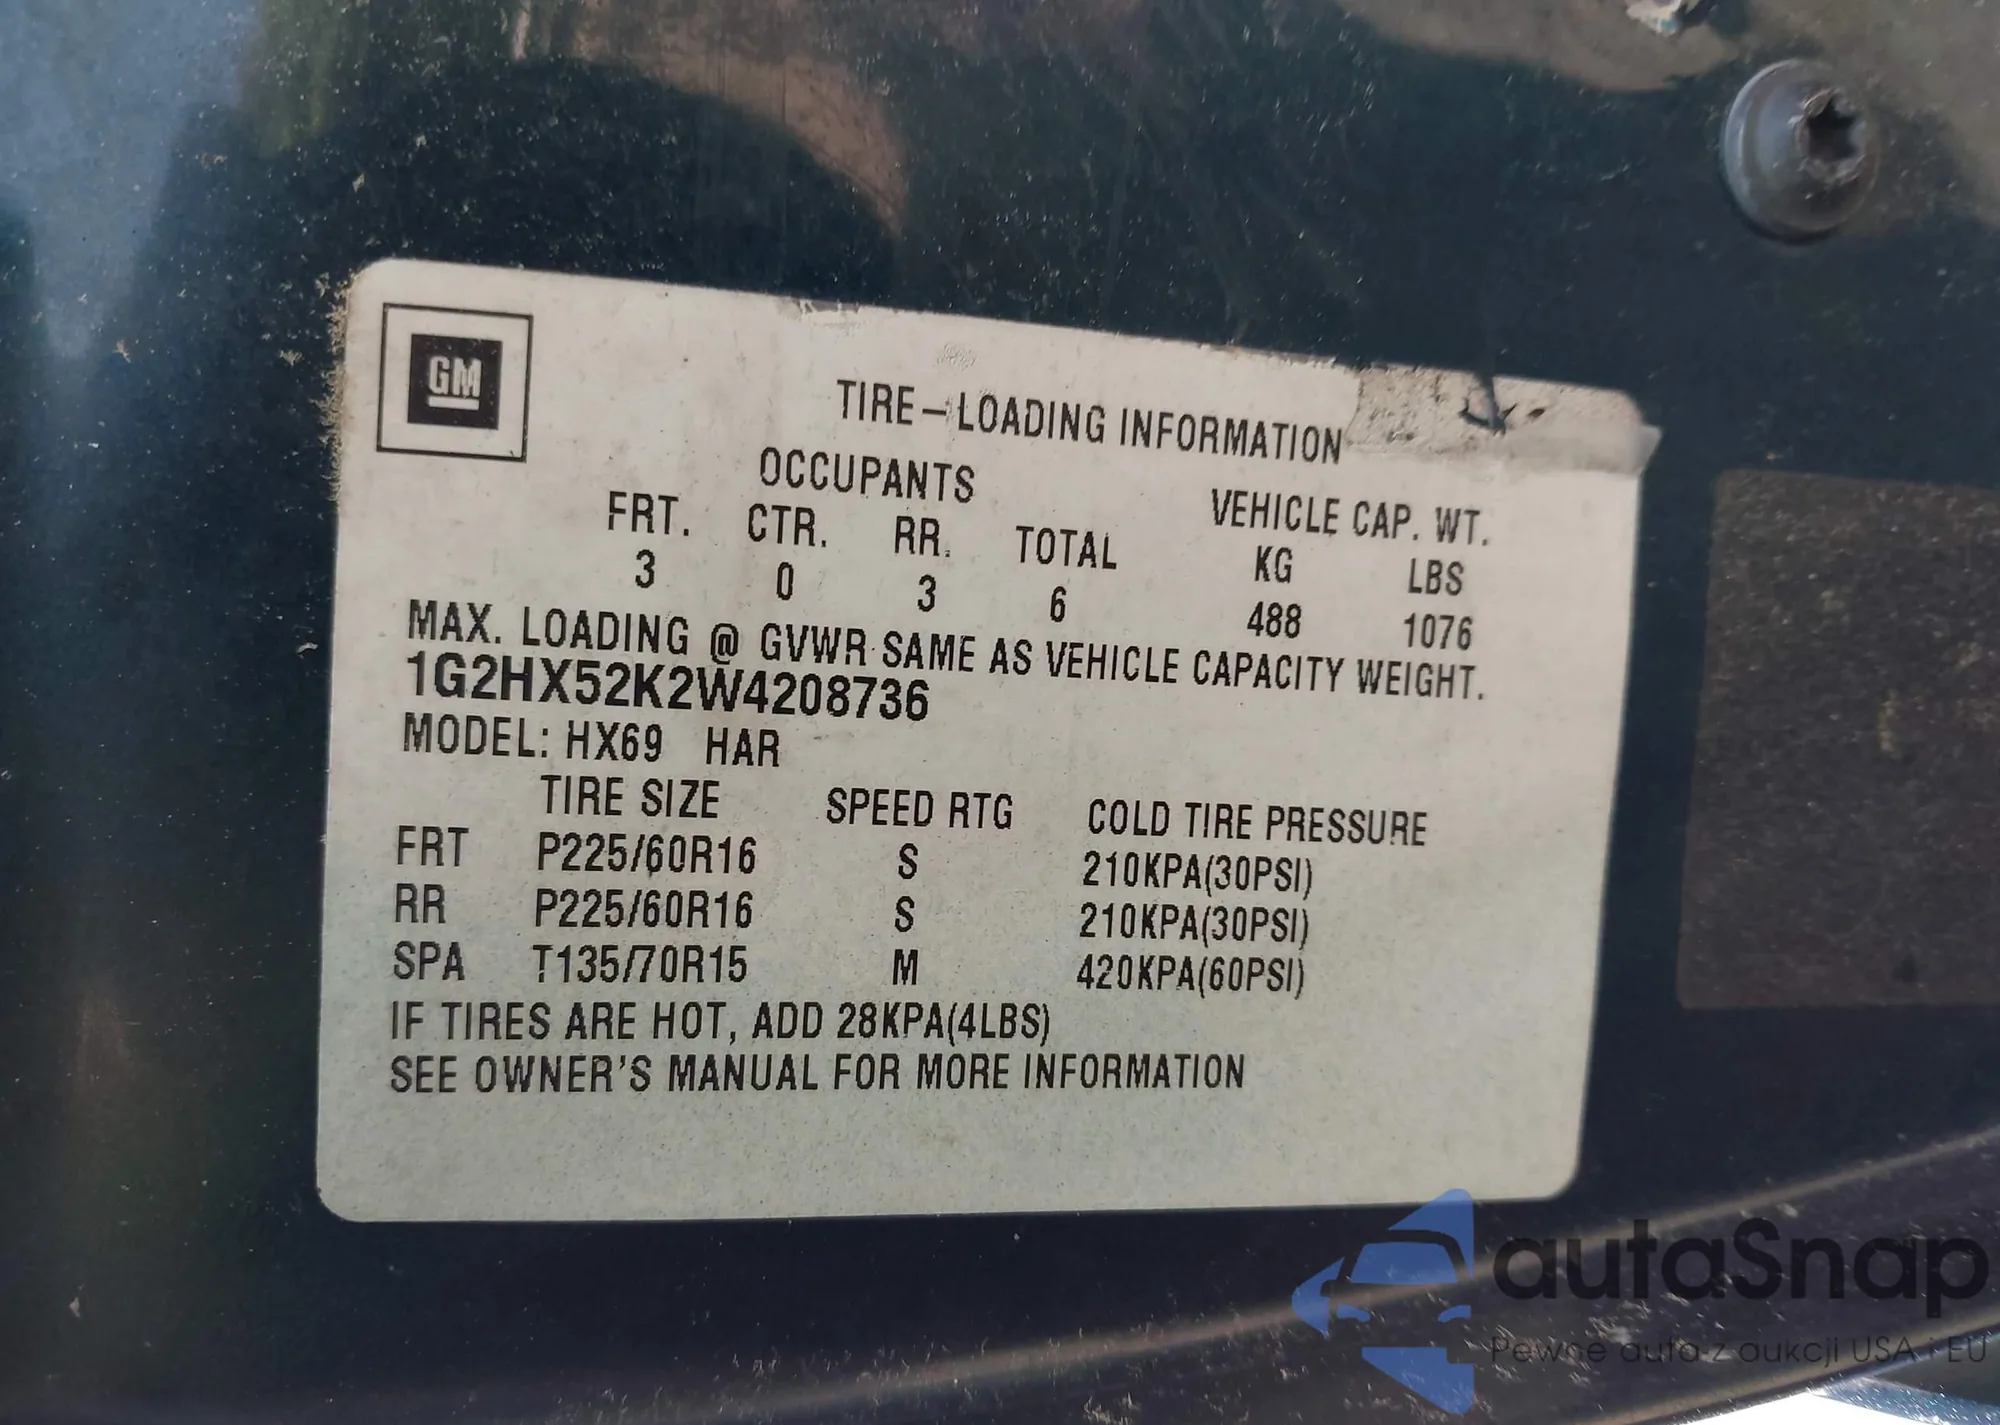 GM
TIRE-LOADING INFORMATION
OCCUPANTS
VEHICLE CAP. WT.
FRT. CTR. RR. TOTAL KG LBS
3 0 3 6 488 1076
MAX. LOADING @ GVWR SAME AS VEHICLE CAPACITY WEIGHT.
1G2HX52K2W4208736
MODEL: HX69 HAR
TIRE SIZE SPEED RTG COLD TIRE PRESSURE
FRT P225/60R16 S 210KPA(30PSI)
RR P225/60R16 S 210KPA(30PSI)
SPA T135/70R15 M 420KPA(60PSI)
IF TIRES ARE HOT, ADD 28KPA(4LBS)
SEE OWNER'S MANUAL FOR MORE INFORMATION
autaSnap
Pewne auta z aukcji USA i EU